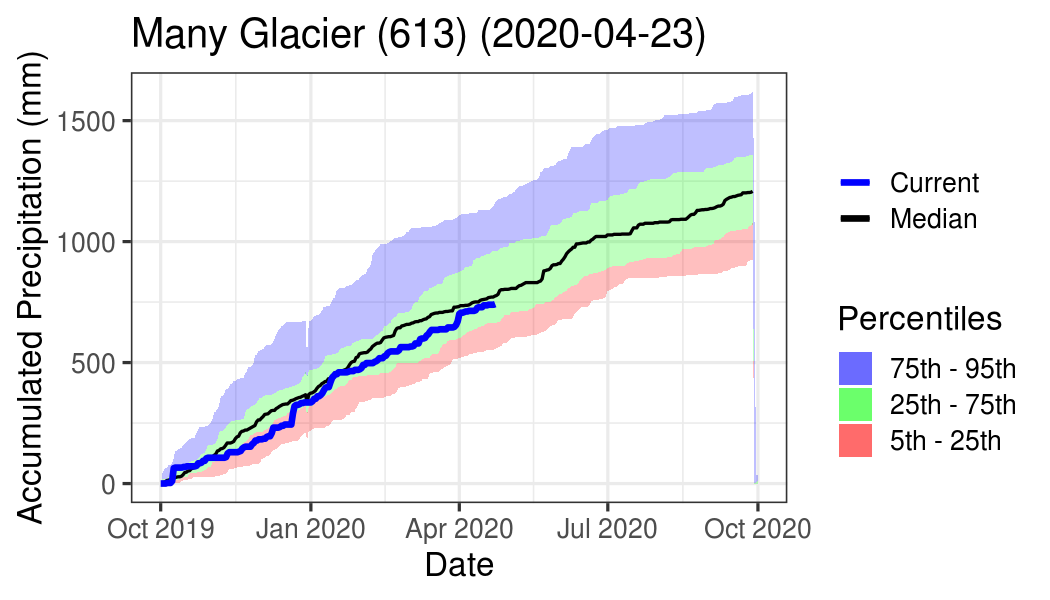 Many Glacier (613) (2020-04-23)
Accumulated Precipitation (mm)
1500
1000
500
0
Oct 2019
Jan 2020
Apr 2020
Jul 2020
Oct 2020
Date
Current
Median
Percentiles
75th - 95th
25th - 75th
5th - 25th